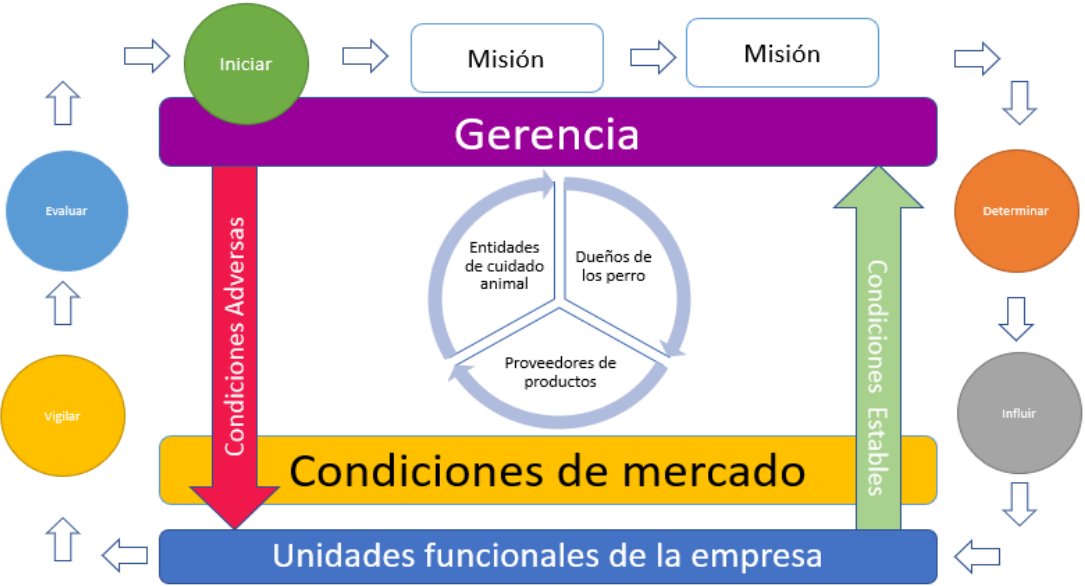 Iniciar
Misión
Misión
Gerencia
Evaluar
Determinar
Condiciones Adversas
Entidades
de cuidado
animal
Dueños de
los perro
Proveedores de
productos
Condiciones  Estables
Vigilar
Influir
Condiciones de mercado
Unidades funcionales de la empresa